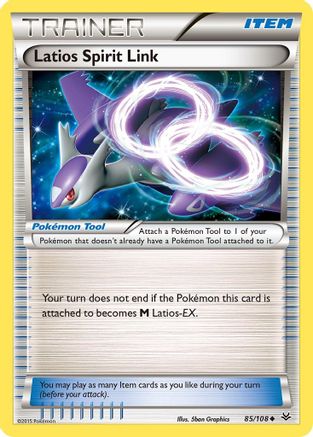 TRAINER ITEM
Latios Spirit Link
Pokémon Tool
Attach a Pokémon Tool to 1 of your
Pokémon that doesn't already have a Pokémon Tool attached to it.
Your turn does not end if the Pokémon this card is
attached to becomes M Latios-EX.
You may play as many Item cards as you like during your turn
(before your attack).
©2015 Pokémon
Illus. 5ban Graphics
85/108